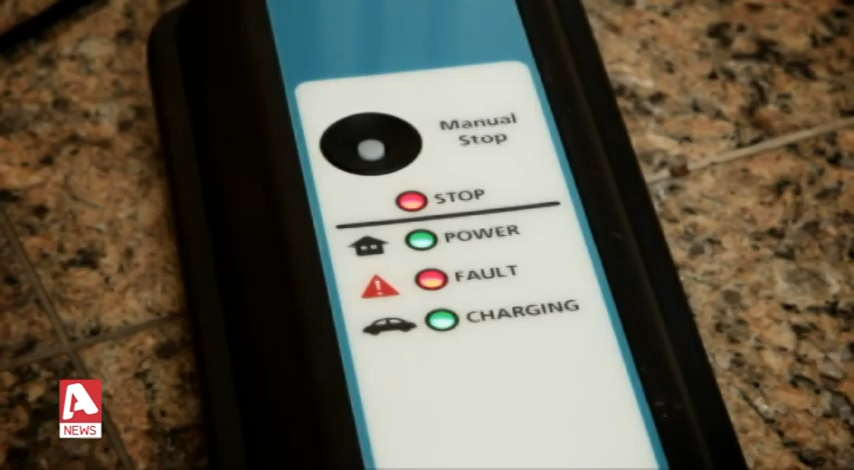 Manual
Stop
STOP
POWER
! FAULT
CHARGING
A
NEWS